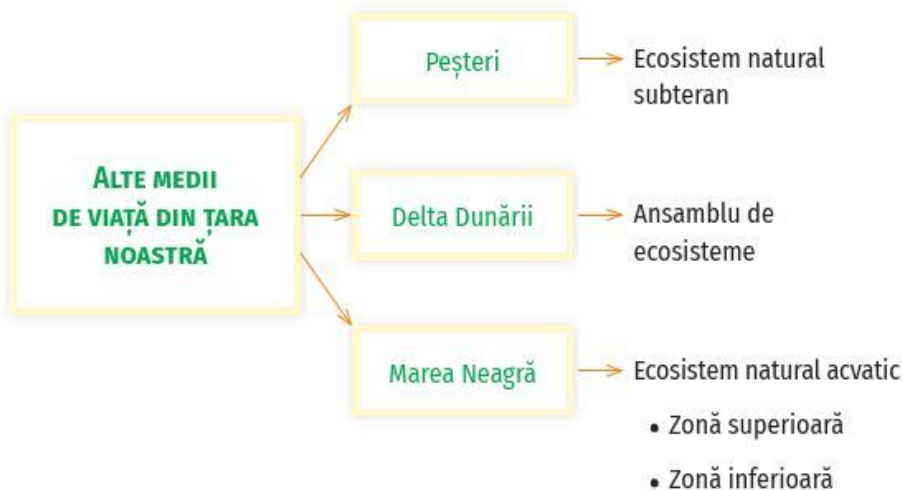 ALTE MEDII
DE VIAȚĂ DIN ȚARA
NOASTRĂ
Peșteri
Ecosistem natural
subteran
Delta Dunării
Ansamblu de
ecosisteme
Marea Neagră
Ecosistem natural acvatic
• Zonă superioară
• Zonă inferioară